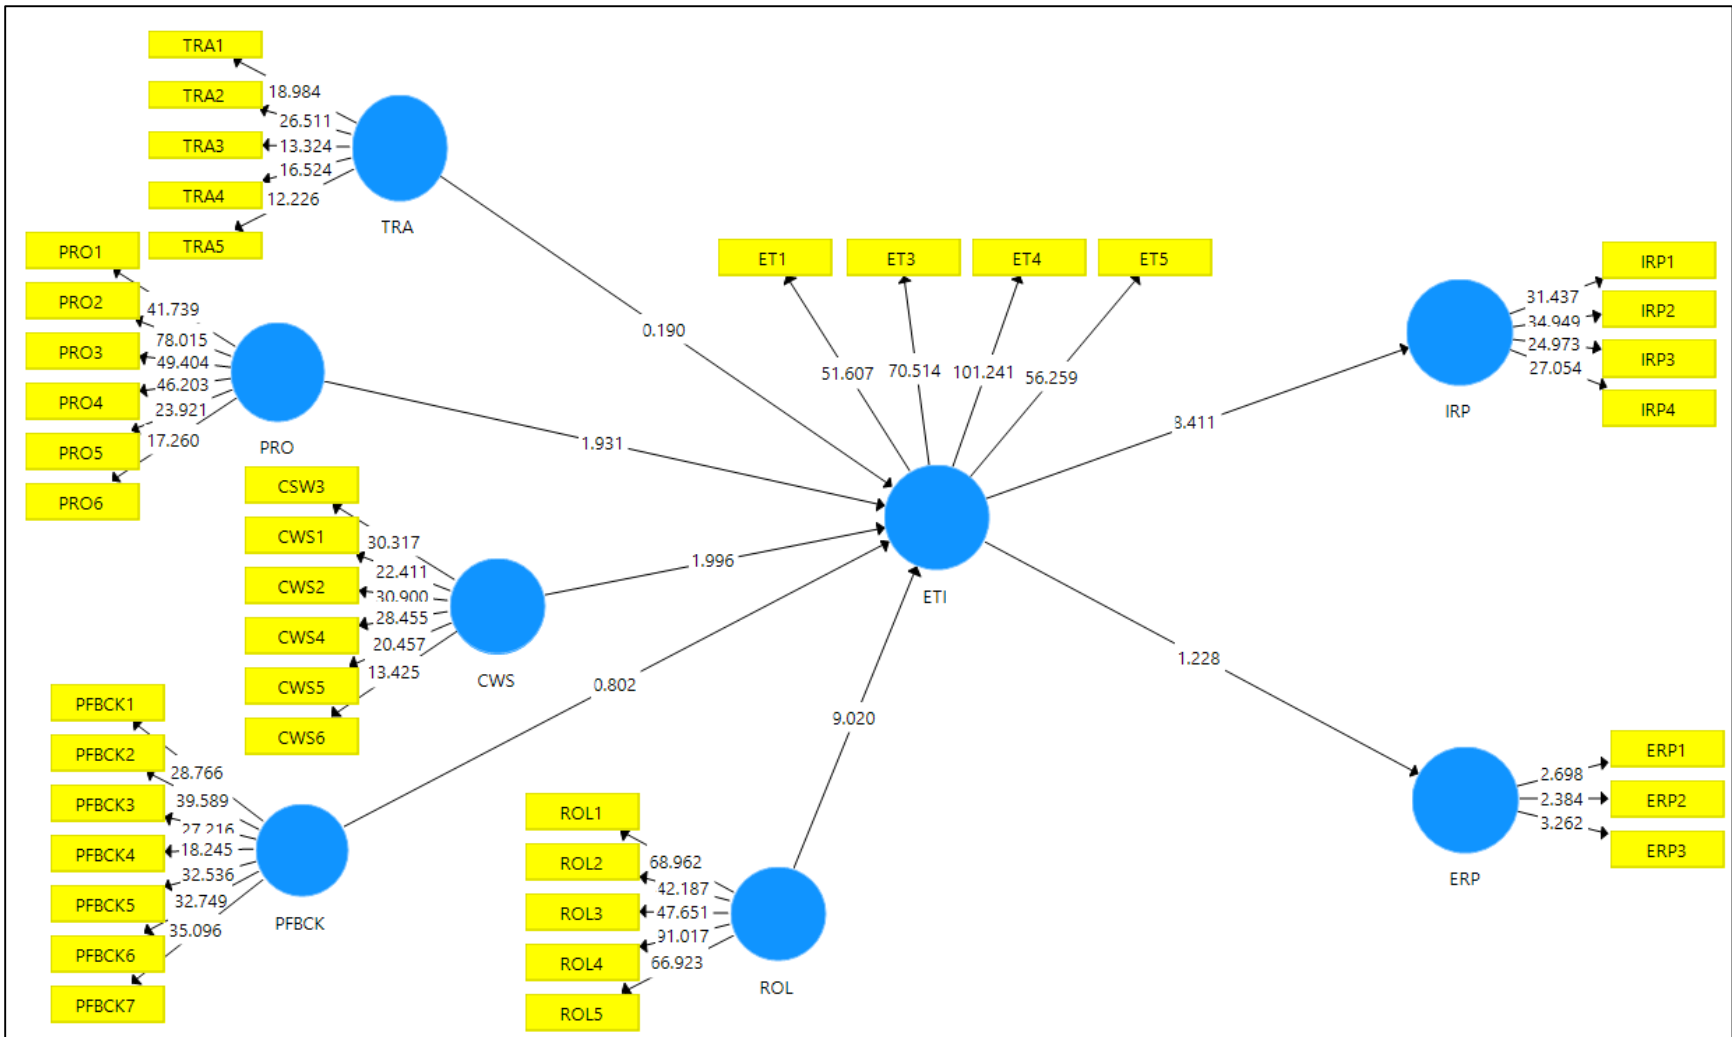 TRA1
TRA2
TRA3
TRA4
TRA5
18.984
26.511
13.324
16.524
12.226
TRA
PRO1
PRO2
PRO3
PRO4
PRO5
PRO6
41.739
78.015
49.404
46.203
23.921
17.260
PRO
CSW3
CWS1
CWS2
CWS4
CWS5
CWS6
30.317
22.411
30.900
28.455
20.457
13.425
CWS
PFBCK1
PFBCK2
PFBCK3
PFBCK4
PFBCK5
PFBCK6
PFBCK7
28.766
39.589
27.216
18.245
32.536
32.749
35.096
PFBCK
ROL1
ROL2
ROL3
ROL4
ROL5
68.962
42.187
47.651
91.017
66.923
ROL
0.190
1.931
1.996
0.802
9.020
ET1
ET3
ET4
ET5
51.607
70.514
101.241
56.259
ETI
1.228
IRP
31.437
34.949
24.973
27.054
IRP1
IRP2
IRP3
IRP4
ERP
2.698
2.384
3.262
ERP1
ERP2
ERP3